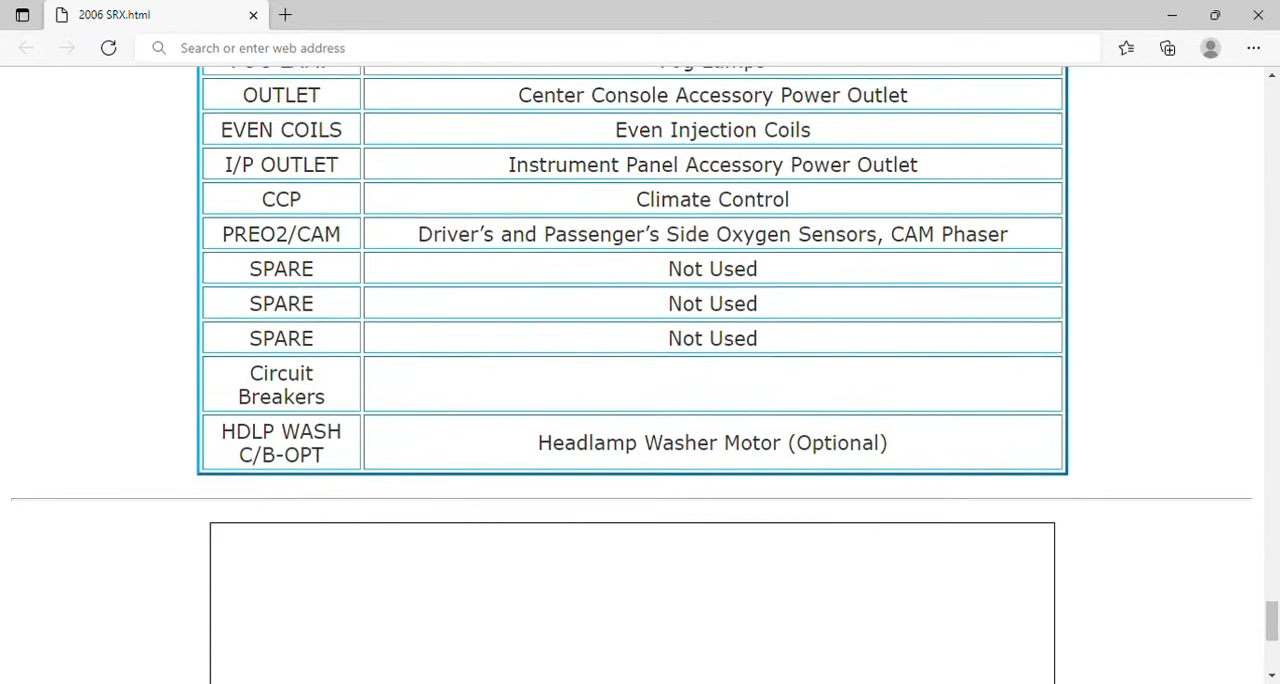 2006 SRX.html
Search or enter web address
OUTLET Center Console Accessory Power Outlet
EVEN COILS Even Injection Coils
I/P OUTLET Instrument Panel Accessory Power Outlet
CCP Climate Control
PREO2/CAM Driver’s and Passenger’s Side Oxygen Sensors, CAM Phaser
SPARE Not Used
SPARE Not Used
SPARE Not Used
Circuit
Breakers
HDLP WASH
C/B-OPT
Headlamp Washer Motor (Optional)